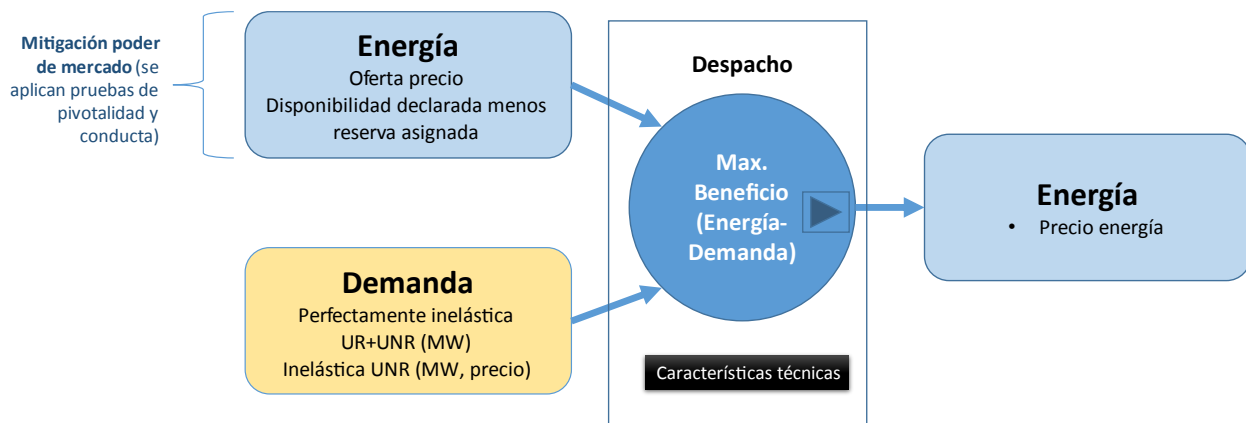 Mitigación poder
de mercado (se
aplican pruebas de
pivotalidad y
conducta)
Energía
Oferta precio
Disponibilidad declarada menos
reserva asignada
Demanda
Perfectamente inelástica
UR+UNR (MW)
Inelástica UNR (MW, precio)
Despacho
Max.
Beneficio
(Energía-
Demanda)
Características técnicas
Energía
• Precio energía